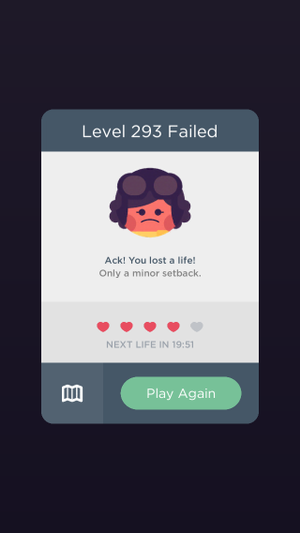 Level 293 Failed
Ack! You lost a life!
Only a minor setback.
NEXT LIFE IN 19:51
Play Again